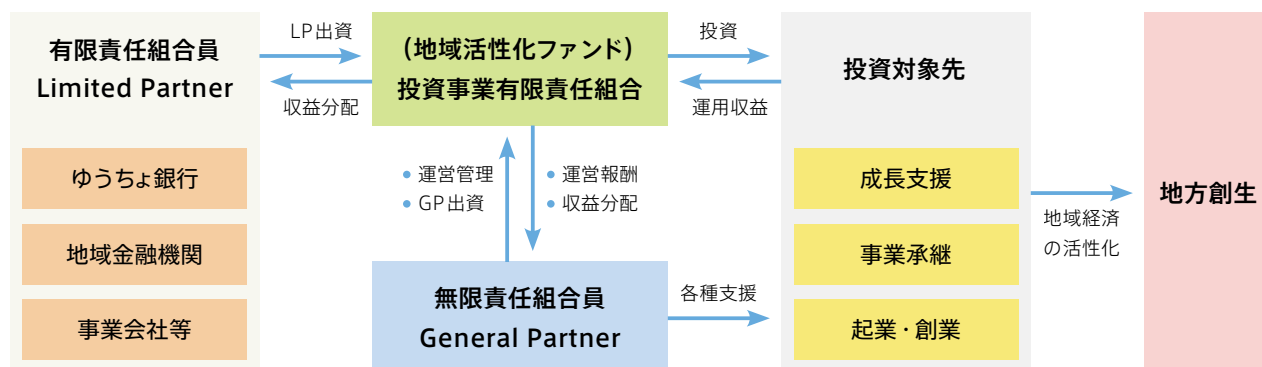 有限責任組合員
Limited Partner
ゆうちょ銀行
地域金融機関
事業会社等
LP出資
収益分配
(地域活性化ファンド)
投資事業有限責任組合
• 運営管理
• GP出資
• 運営報酬
• 収益分配
無限責任組合員
General Partner
投資
運用収益
各種支援
投資対象先
成長支援
事業承継
起業・創業
地域経済
の活性化
地方創生